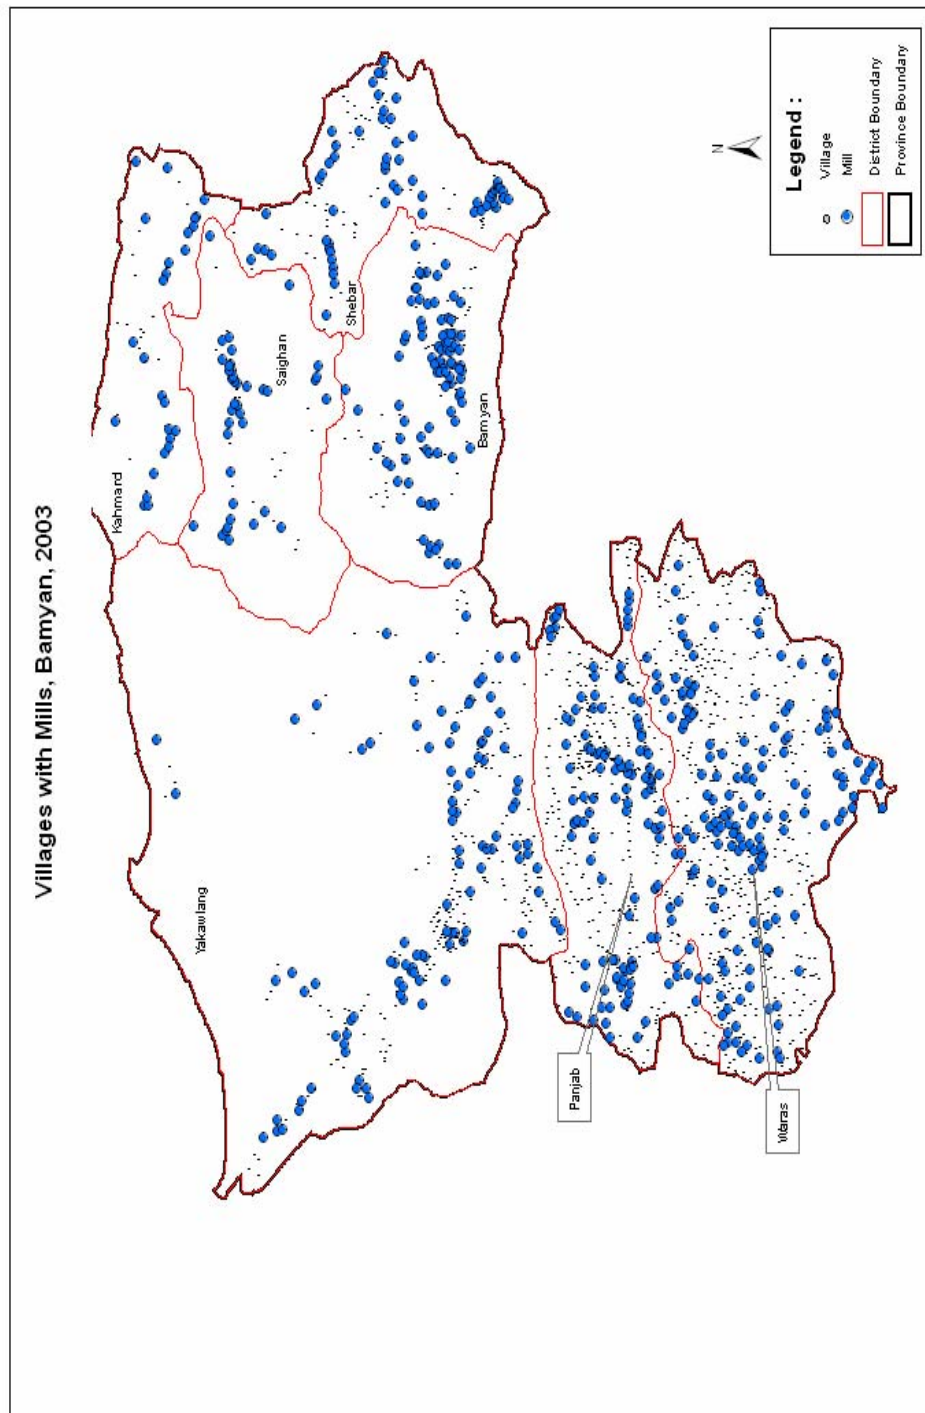 Villages with Mills, Bamyan, 2003
Kahmard
Yakawlang
Saighan
Shebar
Bamyan
Panjab
Waras
N
Legend :
Village
Mill
District Boundary
Province Boundary